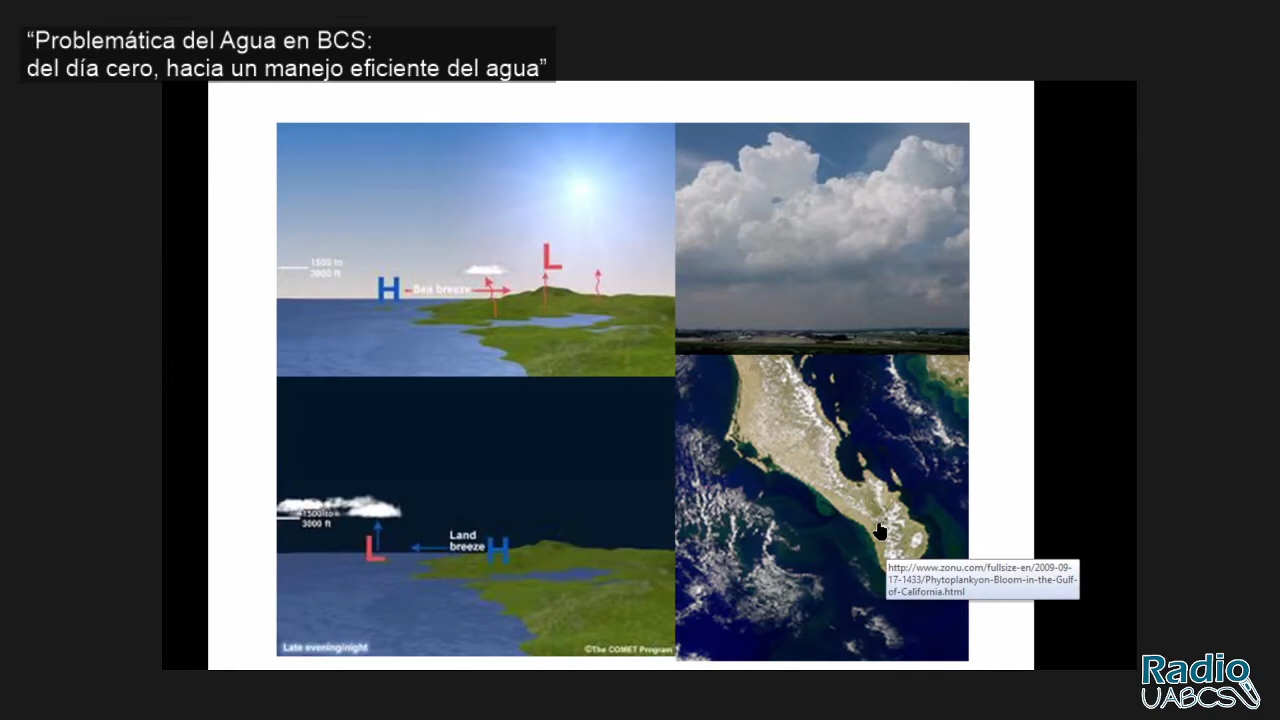 “Problemática del Agua en BCS:
del día cero, hacia un manejo eficiente del agua”
1500 to
3000 ft
H
Sea breeze
L
1500 to
3000 ft
L
Land
breeze
H
Late evening/night
©The COMET Program
http://www.zonu.com/fullsize-en/2009-09-
17-1433/Phytoplankyon-Bloom-in-the-Gulf-
of-California.html
Radio
UABCS